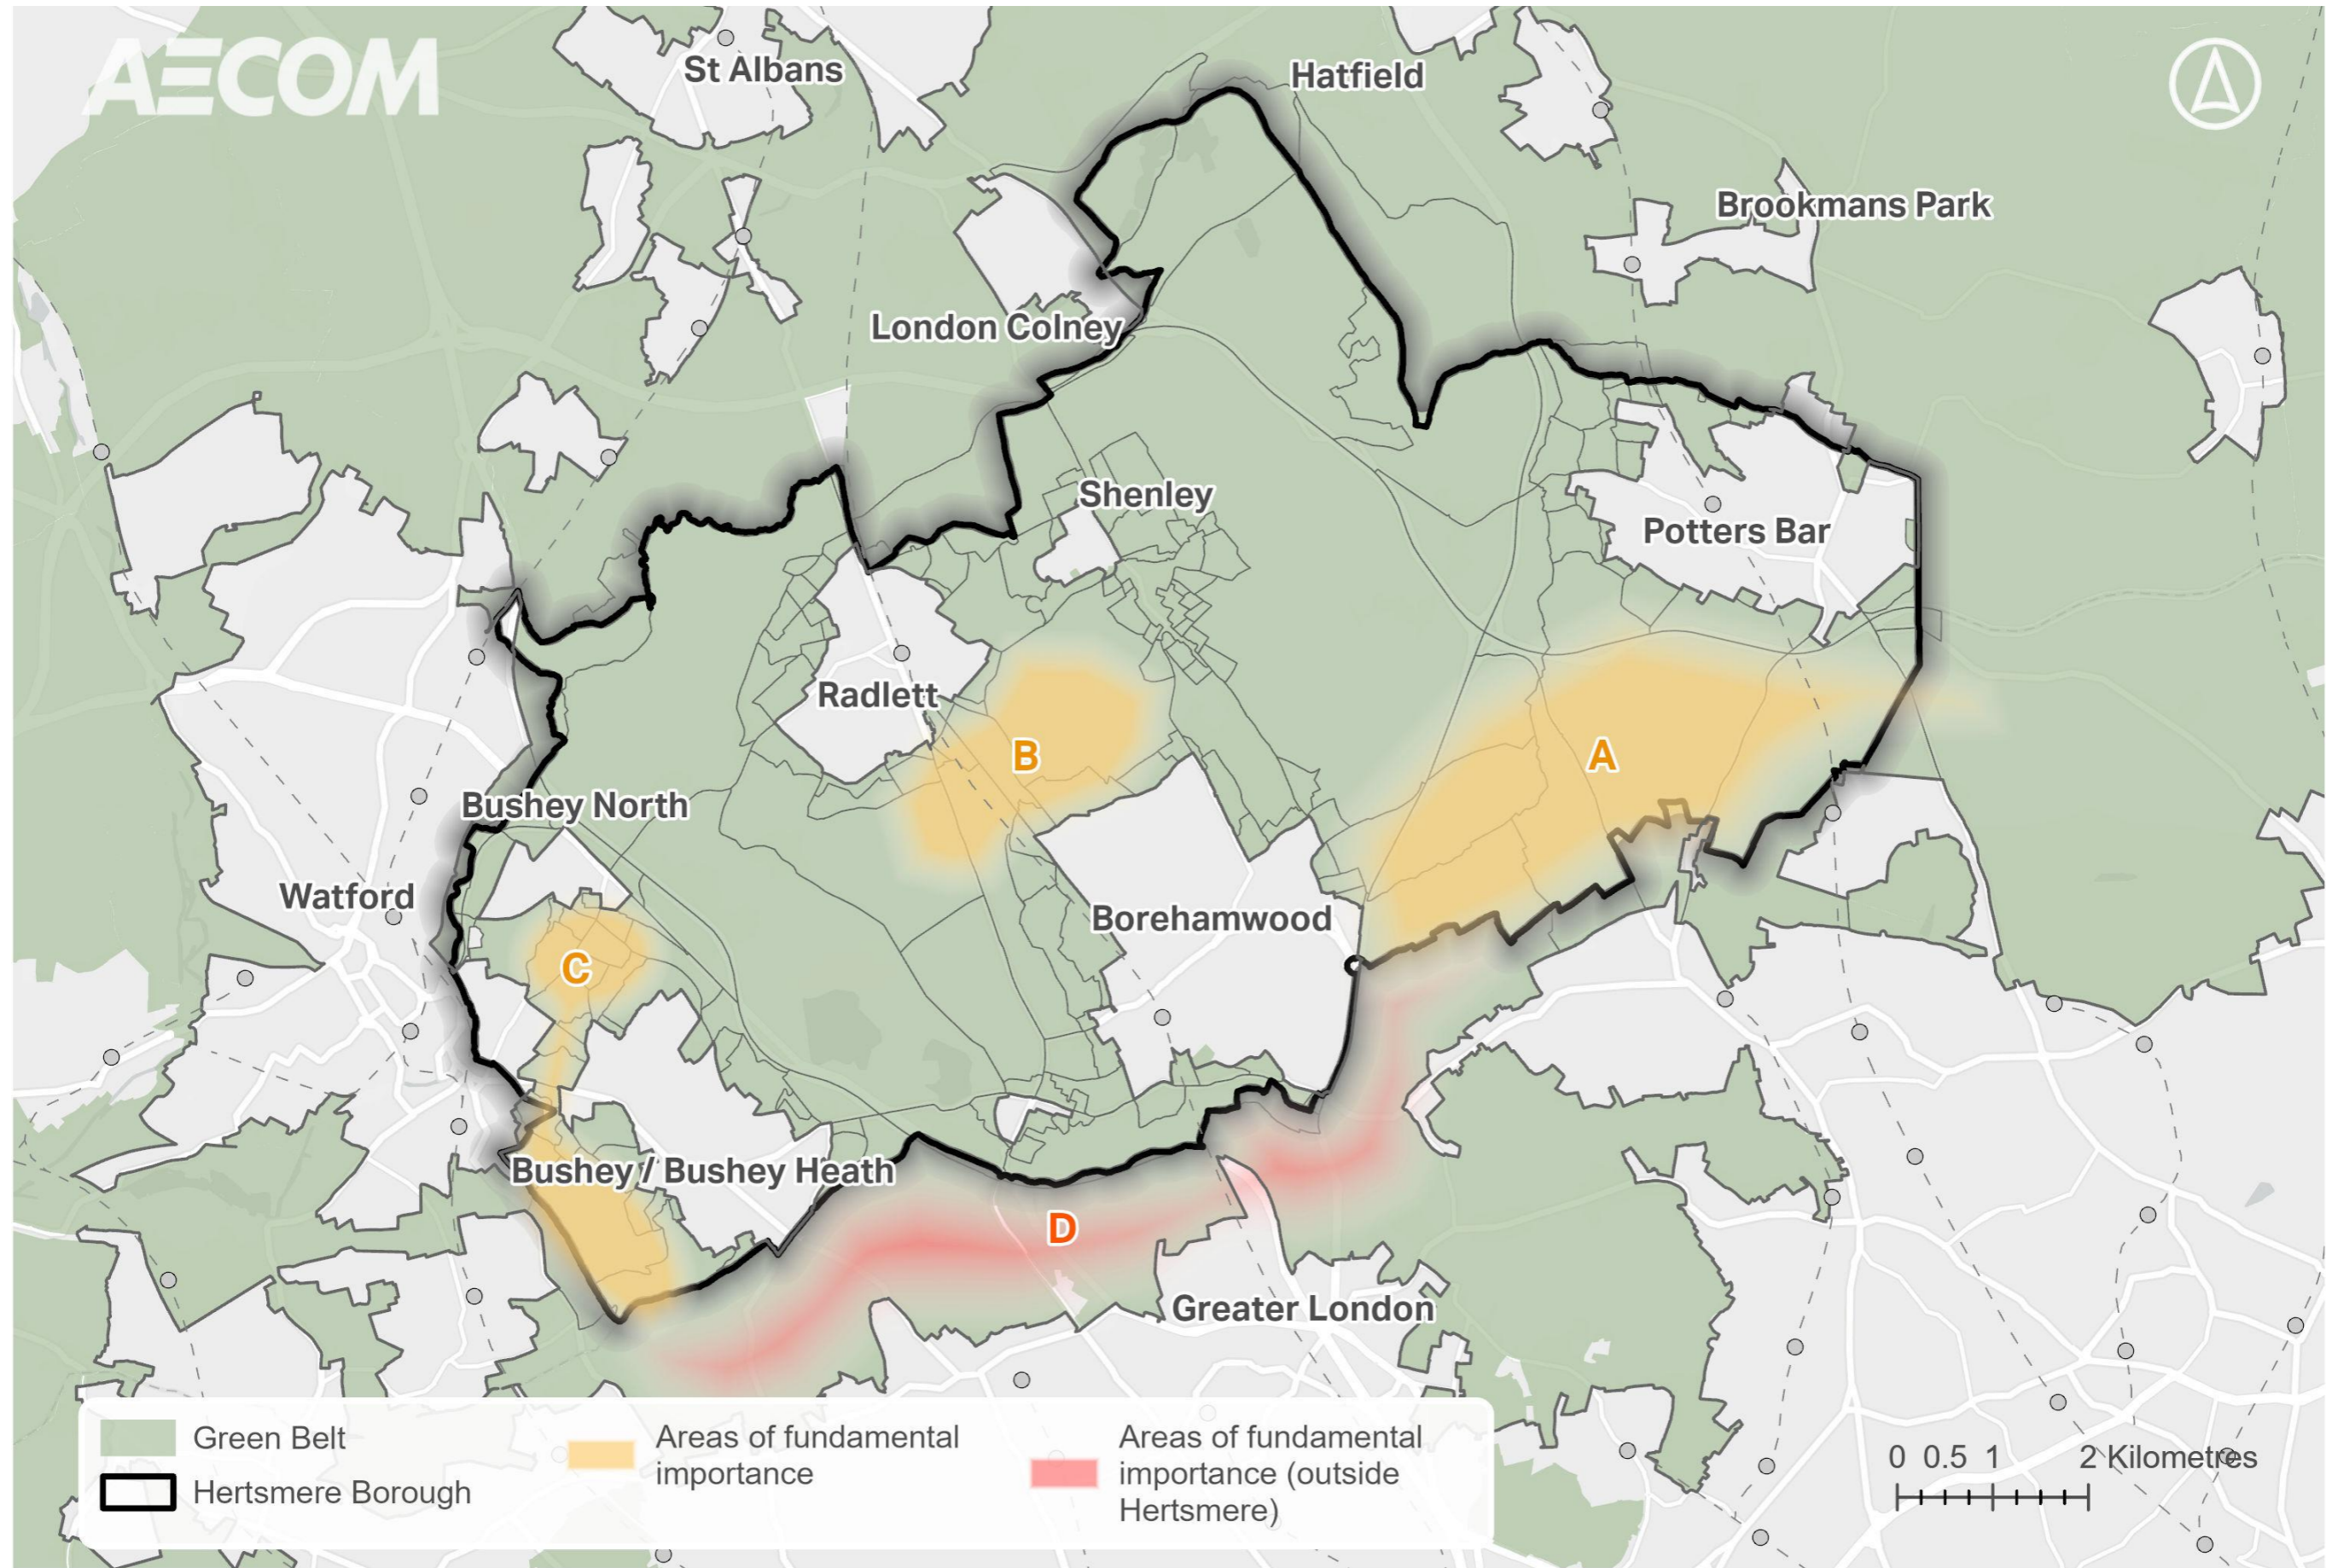 AECOM
St Albans
Hatfield
Brookmans Park
London Colney
Shenley
Potters Bar
Radlett
B
A
Bushey North
Watford
Borehamwood
C
Bushey / Bushey Heath
D
Greater London
Green Belt
Hertsmere Borough
Areas of fundamental
importance
Areas of fundamental
importance (outside
Hertsmere)
0 0.5 1 2 Kilometres